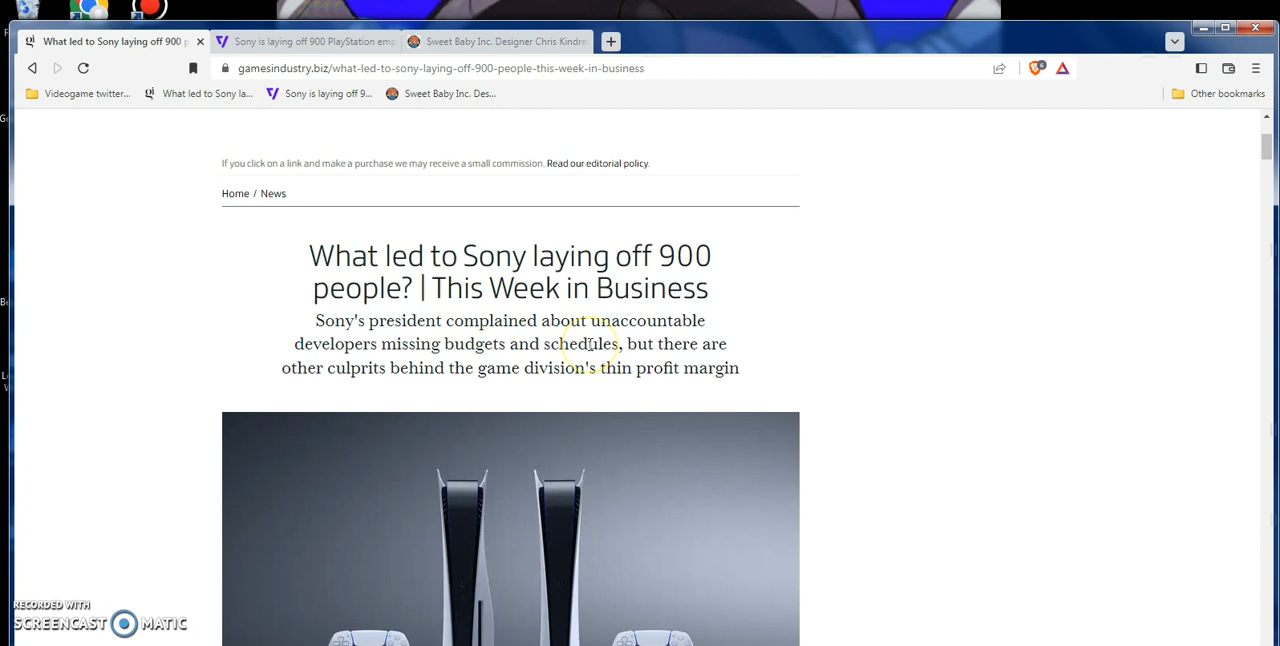 What led to Sony laying off 900 p
Sony is laying off 900 PlayStation emp
Sweet Baby Inc. Designer Chris Kindre
gamesindustry.biz/what-led-to-sony-laying-off-900-people-this-week-in-business
6
Videogame twitter...
What led to Sony la...
Sony is laying off 9...
Sweet Baby Inc. Des...
Other bookmarks
If you click on a link and make a purchase we may receive a small commission. Read our editorial policy.
Home / News
What led to Sony laying off 900
people? | This Week in Business
Sony's president complained about unaccountable
developers missing budgets and schedules, but there are
other culprits behind the game division's thin profit margin
RECORDED WITH
SCREENCAST MATIC